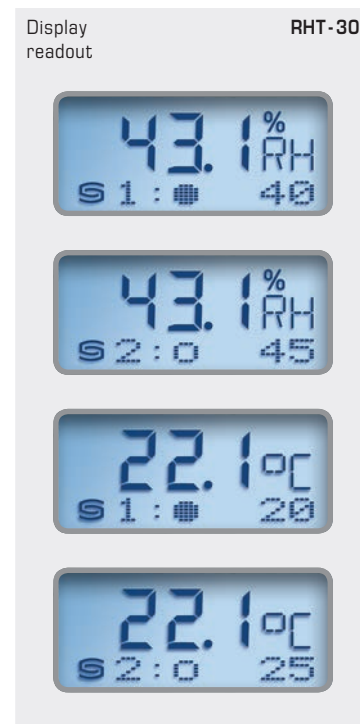 Display RHT-30
readout
43.1 % RH
S1:● 40
43.1 % RH
S2:o 45
22.1 °C
S1:● 20
22.1 °C
S2:o 25